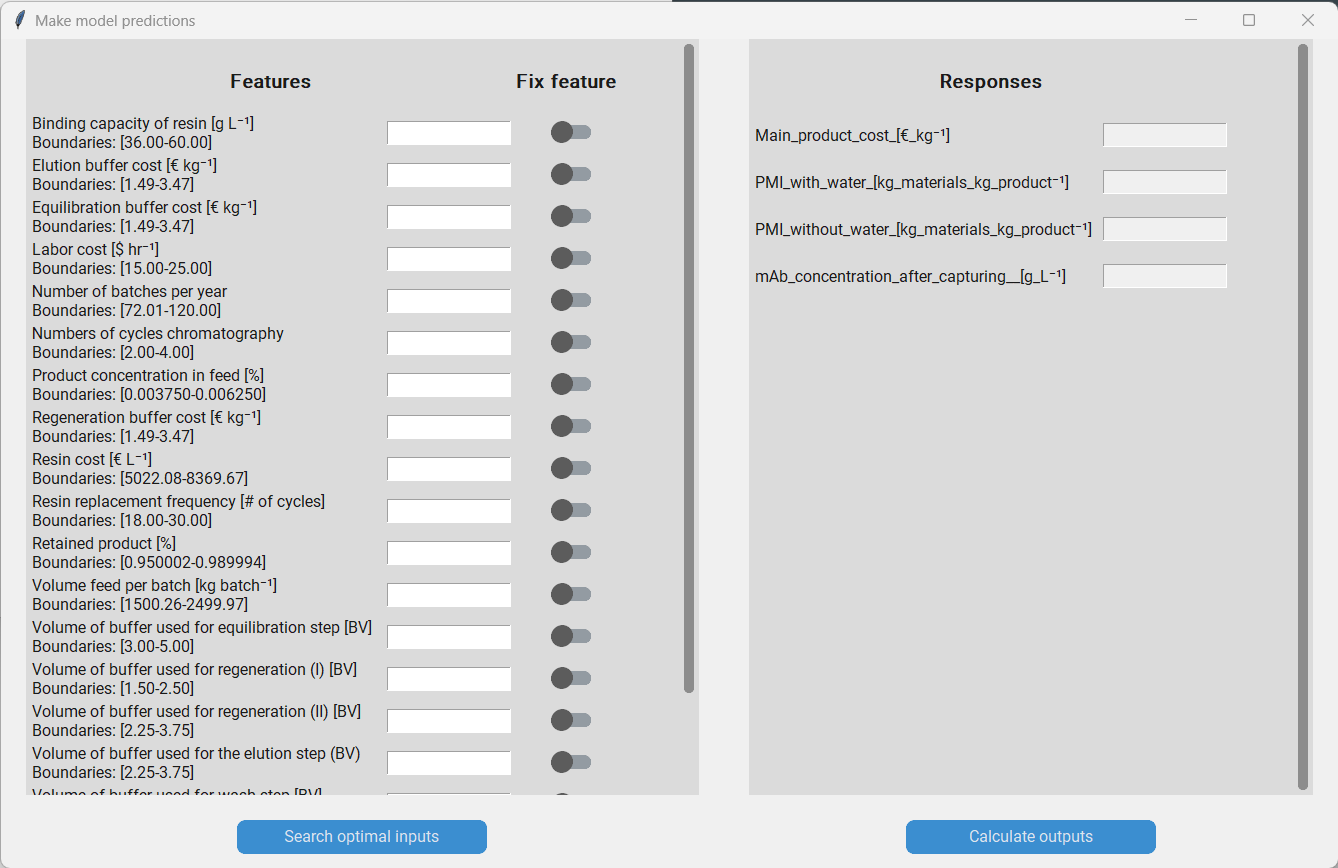 Make model predictions
Features Fix feature
Binding capacity of resin [g L⁻¹]
Boundaries: [36.00-60.00]
Elution buffer cost [€ kg⁻¹]
Boundaries: [1.49-3.47]
Equilibration buffer cost [€ kg⁻¹]
Boundaries: [1.49-3.47]
Labor cost [$ hr⁻¹]
Boundaries: [15.00-25.00]
Number of batches per year
Boundaries: [72.01-120.00]
Numbers of cycles chromatography
Boundaries: [2.00-4.00]
Product concentration in feed [%]
Boundaries: [0.003750-0.006250]
Regeneration buffer cost [€ kg⁻¹]
Boundaries: [1.49-3.47]
Resin cost [€ L⁻¹]
Boundaries: [5022.08-8369.67]
Resin replacement frequency [# of cycles]
Boundaries: [18.00-30.00]
Retained product [%]
Boundaries: [0.950002-0.989994]
Volume feed per batch [kg batch⁻¹]
Boundaries: [1500.26-2499.97]
Volume of buffer used for equilibration step [BV]
Boundaries: [3.00-5.00]
Volume of buffer used for regeneration (I) [BV]
Boundaries: [1.50-2.50]
Volume of buffer used for regeneration (II) [BV]
Boundaries: [2.25-3.75]
Volume of buffer used for the elution step (BV)
Boundaries: [2.25-3.75]
Volume of buffer used for wash step [BV]
Search optimal inputs
Responses
Main_product_cost_[€_kg⁻¹]
PMI_with_water_[kg_materials_kg_product⁻¹]
PMI_without_water_[kg_materials_kg_product⁻¹]
mAb_concentration_after_capturing__[g_L⁻¹]
Calculate outputs